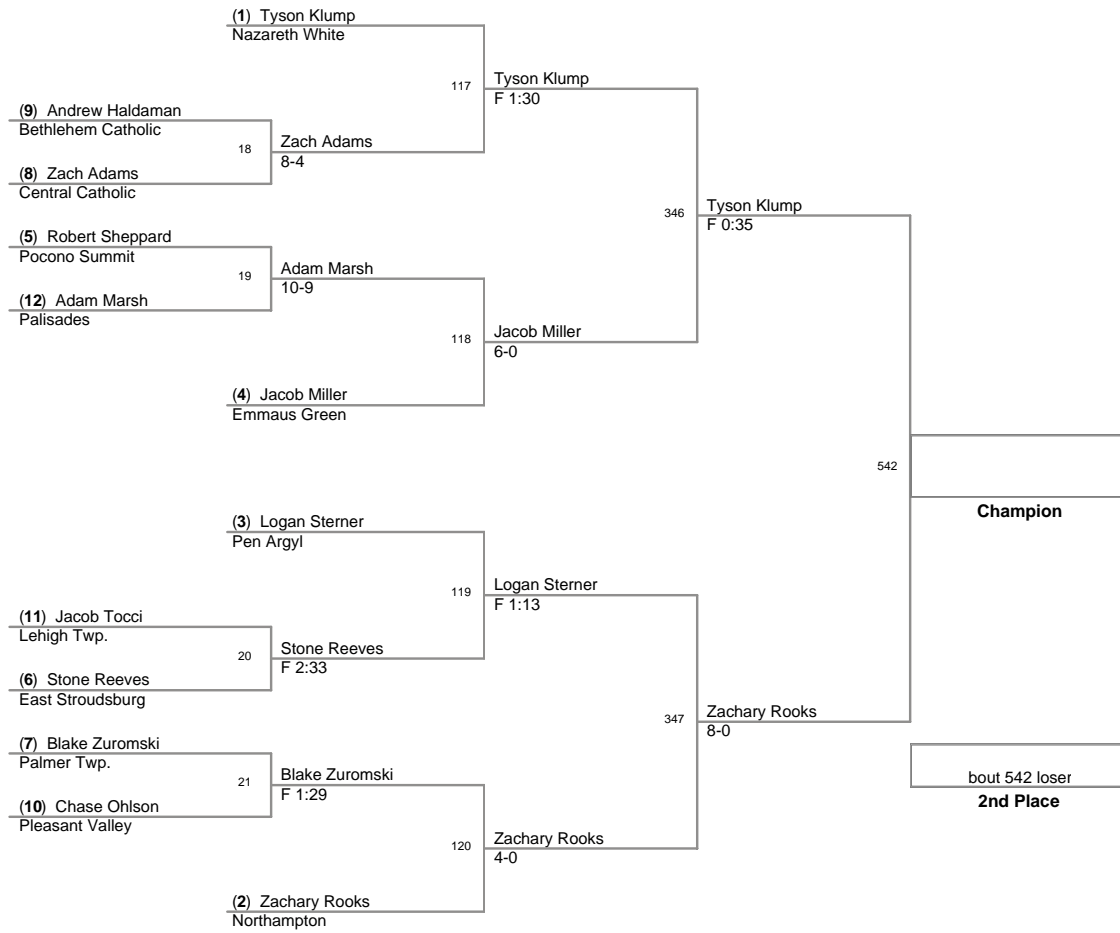 (1) Tyson Klump
Nazareth White
117
Tyson Klump
F 1:30
(9) Andrew Haldaman
Bethlehem Catholic
18
Zach Adams
8-4
(8) Zach Adams
Central Catholic
346
Tyson Klump
F 0:35
(5) Robert Sheppard
Pocono Summit
19
Adam Marsh
10-9
(12) Adam Marsh
Palisades
118
Jacob Miller
6-0
(4) Jacob Miller
Emmaus Green
542
Champion
(3) Logan Sterner
Pen Argyl
119
Logan Sterner
F 1:13
(11) Jacob Tocci
Lehigh Twp.
20
Stone Reeves
F 2:33
(6) Stone Reeves
East Stroudsburg
347
Zachary Rooks
8-0
(7) Blake Zuromski
Palmer Twp.
21
Blake Zuromski
F 1:29
(10) Chase Ohlson
Pleasant Valley
bout 542 loser
2nd Place
120
Zachary Rooks
4-0
(2) Zachary Rooks
Northampton